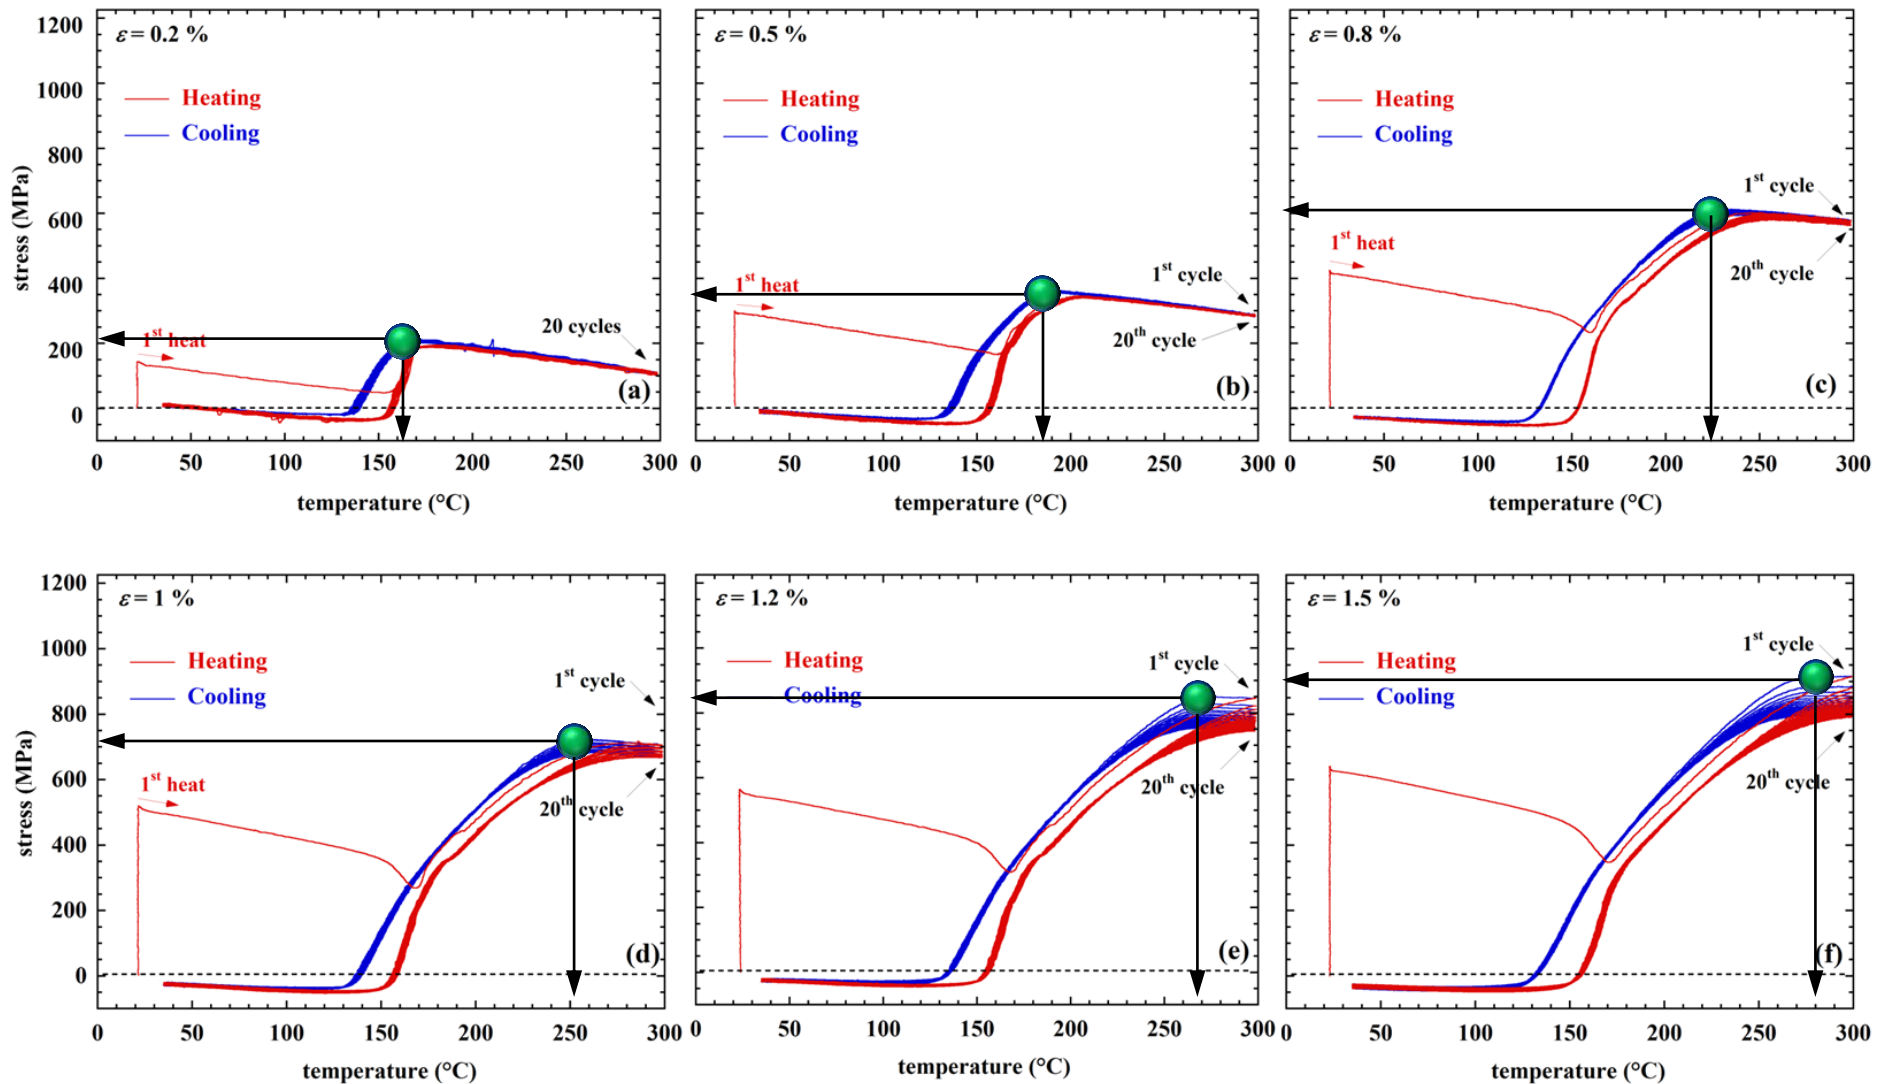 ε = 0.2 %
Heating
Cooling
1st heat
20 cycles
(a)
stress (MPa)
1200
1000
800
600
400
200
0
0 50 100 150 200 250 300
temperature (°C)
ε = 0.5 %
Heating
Cooling
1st heat
1st cycle
20th cycle
(b)
0 50 100 150 200 250 300
temperature (°C)
ε = 0.8 %
Heating
Cooling
1st heat
1st cycle
20th cycle
(c)
0 50 100 150 200 250 300
temperature (°C)
ε = 1 %
Heating
Cooling
1st heat
1st cycle
20th cycle
(d)
stress (MPa)
1200
1000
800
600
400
200
0
0 50 100 150 200 250 300
temperature (°C)
ε = 1.2 %
Heating
Cooling
1st cycle
20th cycle
(e)
0 50 100 150 200 250 300
temperature (°C)
ε = 1.5 %
Heating
Cooling
1st cycle
20th cycle
(f)
0 50 100 150 200 250 300
temperature (°C)